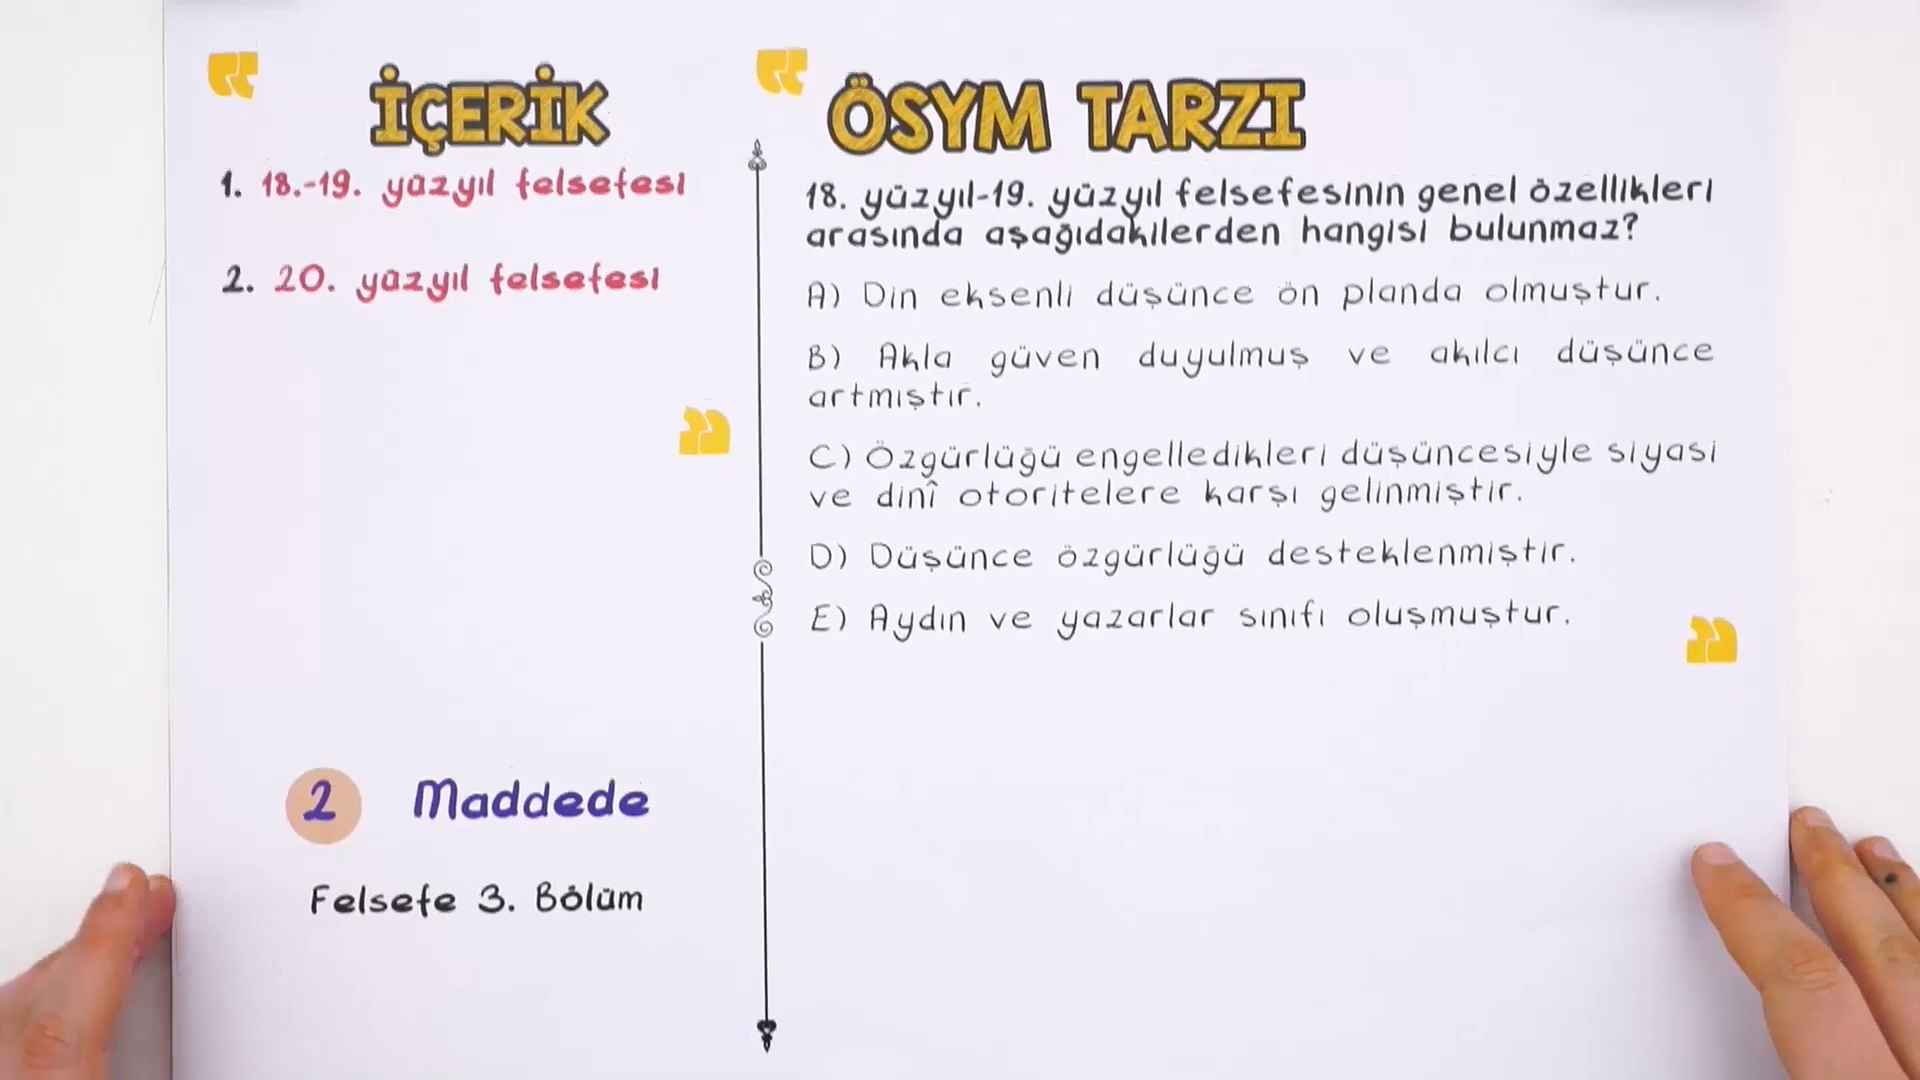 İÇERİK
1. 18.-19. yüzyıl felsefesi
2. 20. yüzyıl felsefesi
2 Maddede
Felsefe 3. Bölüm
ÖSYM TARZI
18. yüzyıl-19. yüzyıl felsefesinin genel özellikleri
arasında aşağıdakilerden hangisi bulunmaz?
A) Din eksenli düşünce ön planda olmuştur.
B) Akla güven duyulmuş ve akılcı düşünce
artmıştır.
C) Özgürlüğü engelledikleri düşüncesiyle siyasi
ve dinî otoritelere karşı gelinmiştir.
D) Düşünce özgürlüğü desteklenmiştir.
E) Aydın ve yazarlar sınıfı oluşmuştur.